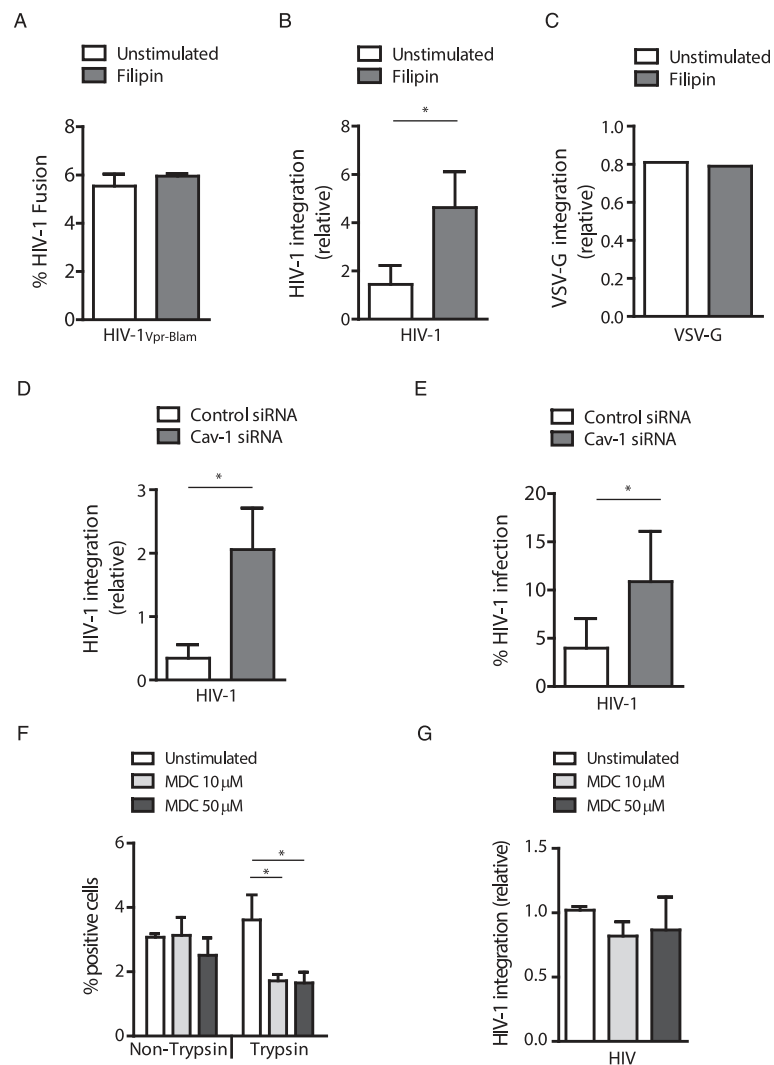 A
Unstimulated
Filipin
8
6
4
2
0
% HIV-1 Fusion
HIV-1Vpr-Blam
B
Unstimulated
Filipin
*
8
6
4
2
0
HIV-1 integration
(relative)
HIV-1
C
Unstimulated
Filipin
1.0
0.8
0.6
0.4
0.2
0.0
VSV-G integration
(relative)
VSV-G
D
Control siRNA
Cav-1 siRNA
*
3
2
1
0
HIV-1 integration
(relative)
HIV-1
E
Control siRNA
Cav-1 siRNA
*
20
15
10
5
0
% HIV-1 infection
HIV-1
F
Unstimulated
MDC 10 µM
MDC 50 µM
*
*
6
4
2
0
% positive cells
Non-Trypsin
Trypsin
G
Unstimulated
MDC 10 µM
MDC 50 µM
1.5
1.0
0.5
0.0
HIV-1 integration (relative)
HIV